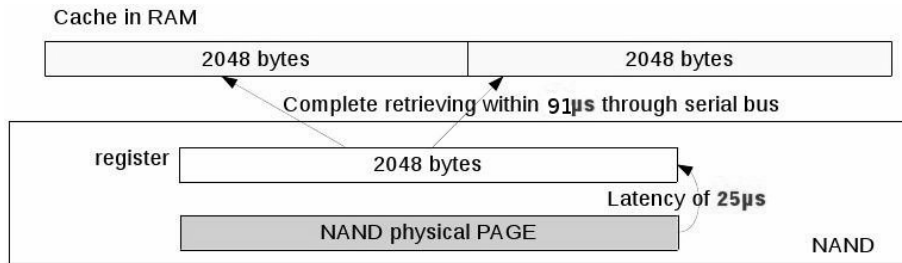 Cache in RAM
2048 bytes 2048 bytes
Complete retrieving within 91µs through serial bus
register 2048 bytes
Latency of 25µs
NAND physical PAGE
NAND